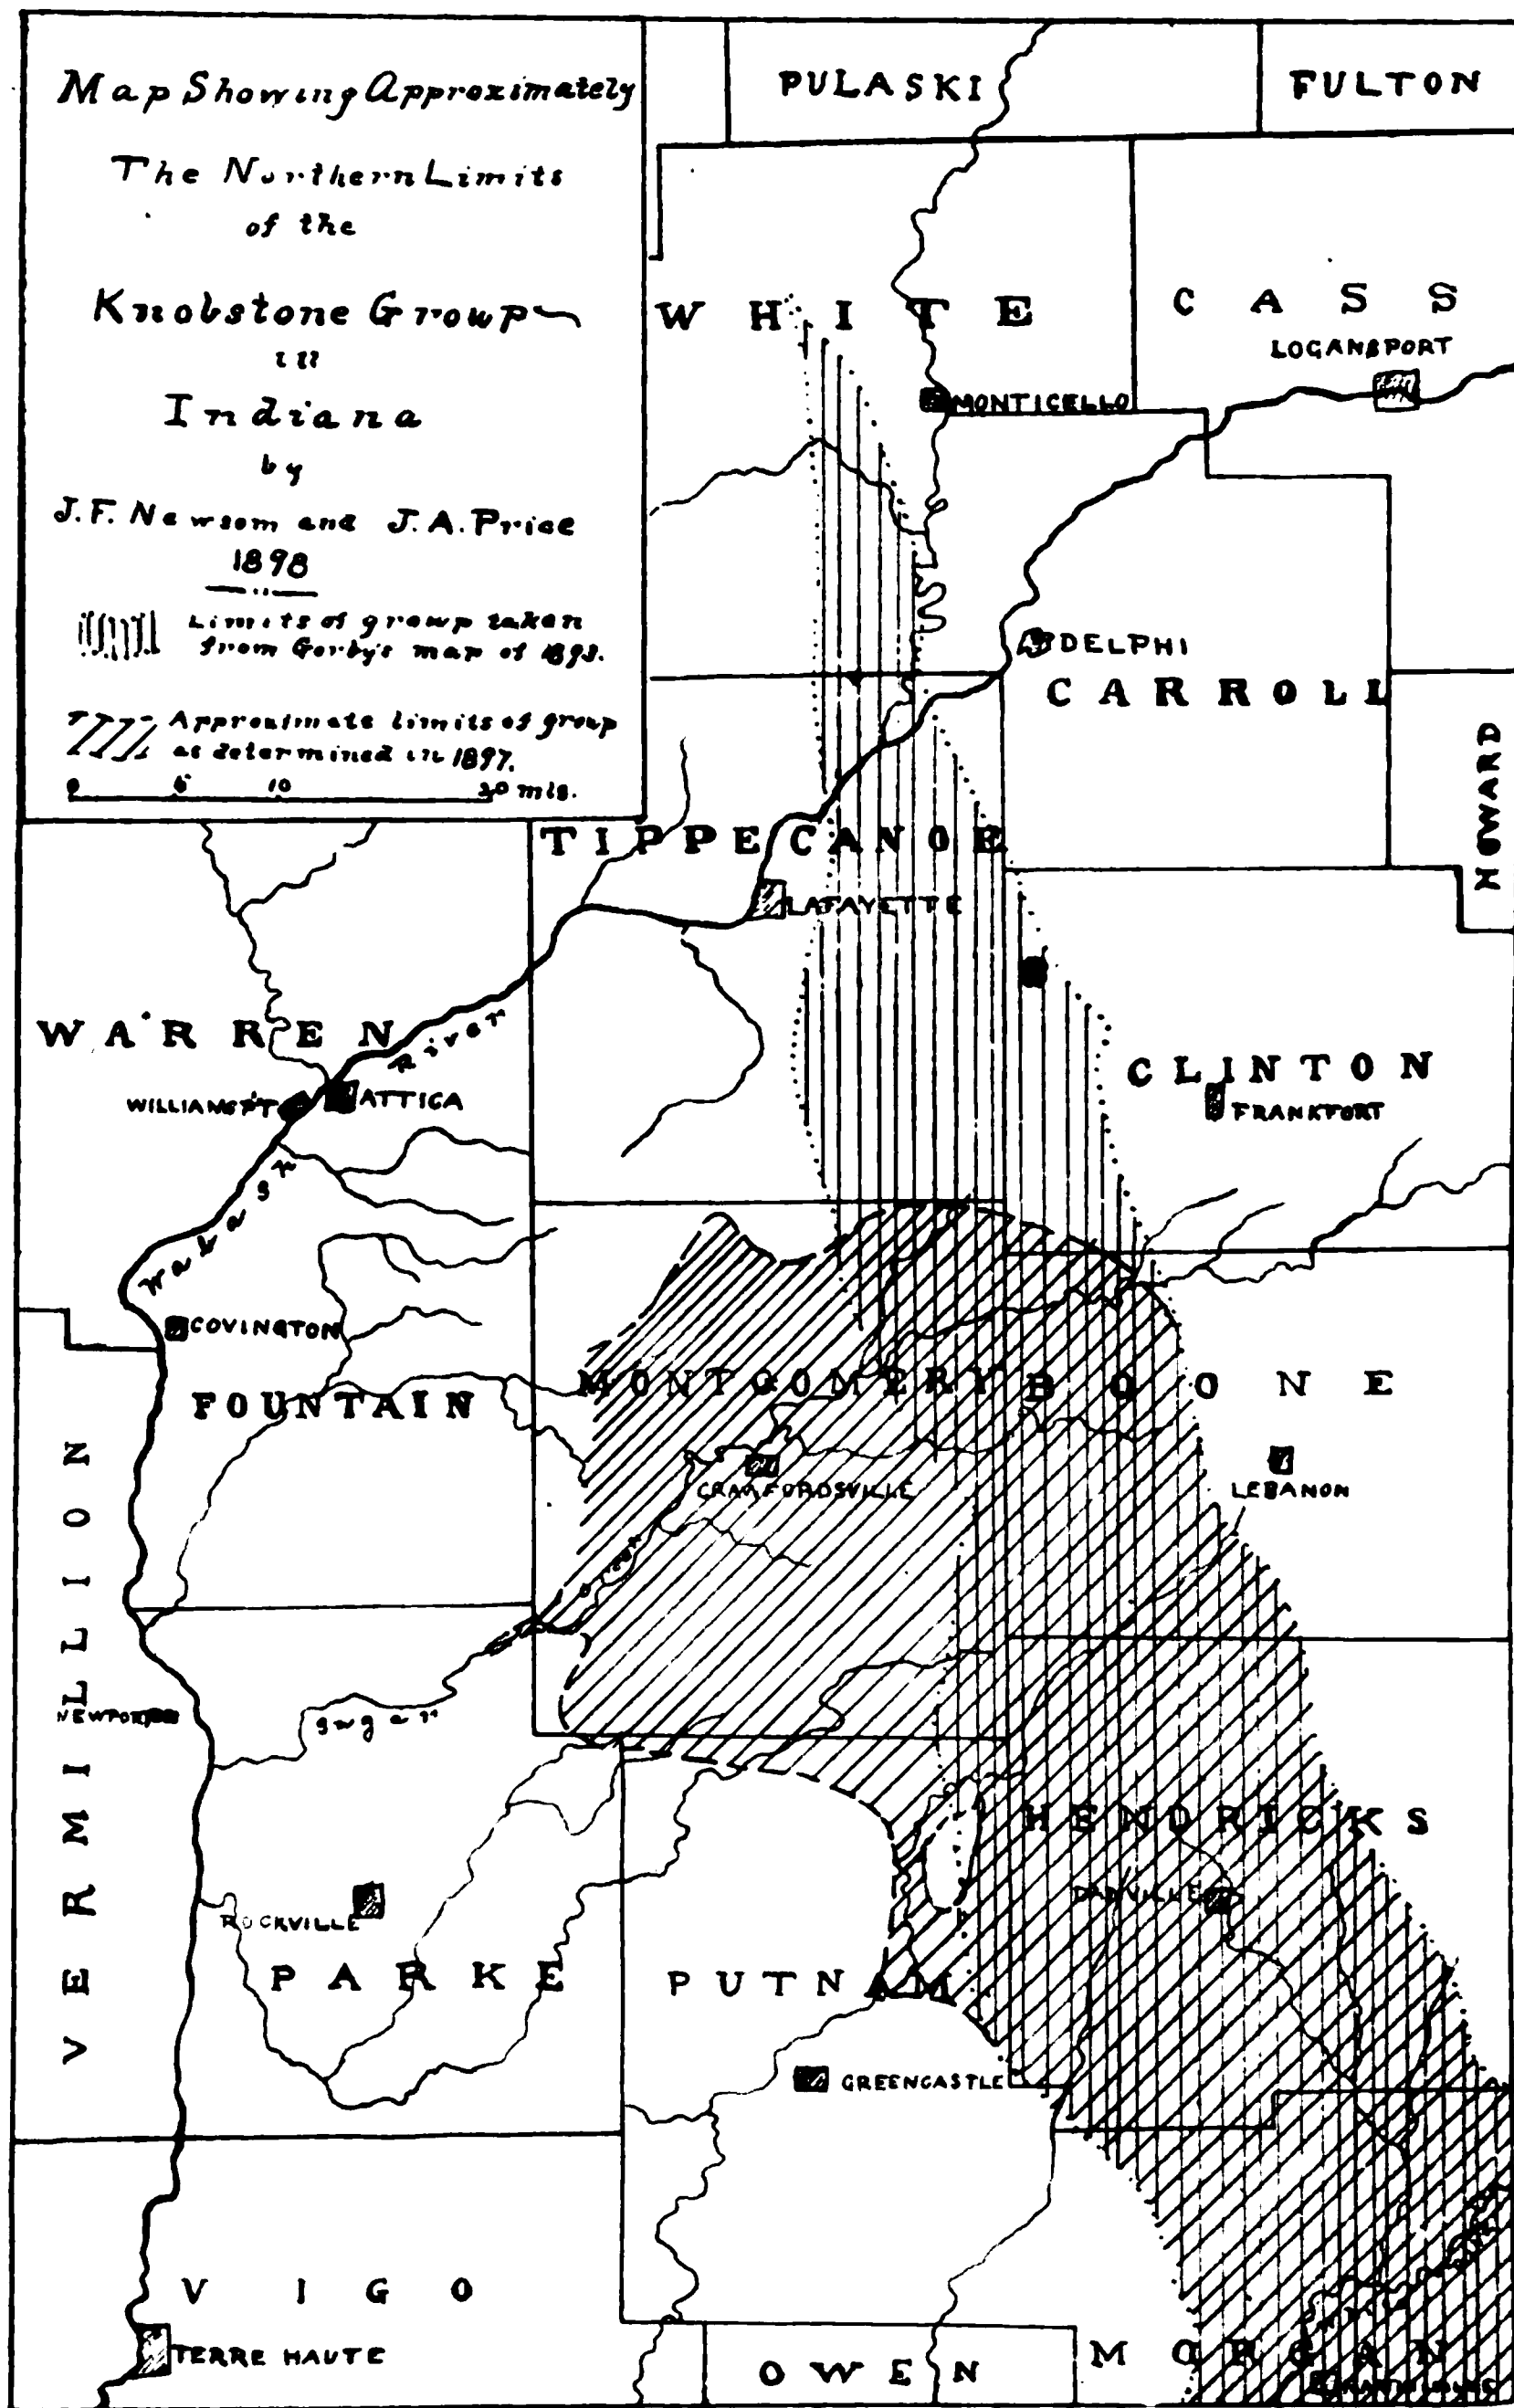 Map Showing Approximately
The Northern Limits
of the
Knobstone Group
in
Indiana
by
J.F. Newsom and J.A. Price
1898
Limits of group taken
from Gorby's map of 1893.
Approximate limits of group
as determined in 1897.
0 5 10 20 mls.
PULASKI
FULTON
WHITE
CASS
LOGANSPORT
MONTICELLO
DELPHI
CARROLL
HOWARD
TIPPECANOE
LAFAYETTE
WARREN
River
WILLIAMSP'T
ATTICA
CLINTON
FRANKFORT
Wabash
COVINGTON
FOUNTAIN
MONTGOMERY
BOONE
CRAWFORDSVILLE
LEBANON
VERMILLION
Creek
NEWPORT
Sugar
HENDRICKS
DANVILLE
ROCKVILLE
PARKE
PUTNAM
GREENCASTLE
VIGO
TERRE HAUTE
OWEN
MORGAN